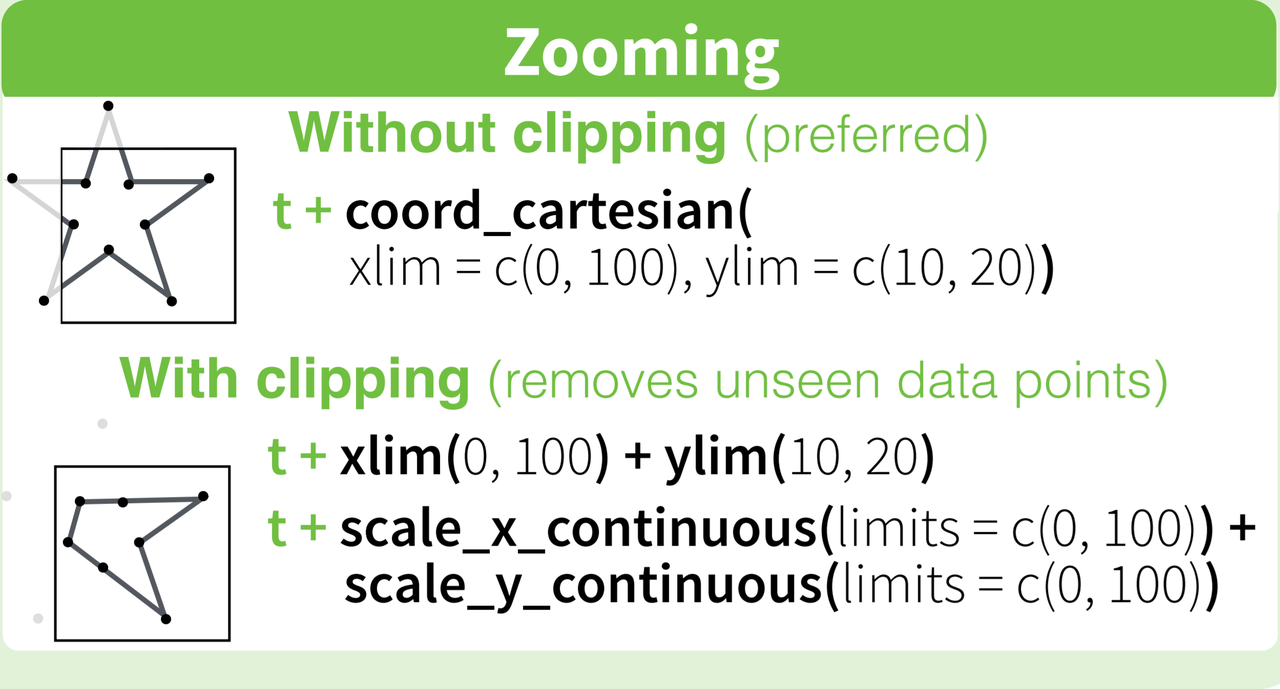 Zooming
Without clipping (preferred)
t + coord_cartesian(
xlim = c(0, 100), ylim = c(10, 20))
With clipping (removes unseen data points)
t + xlim(0, 100) + ylim(10, 20)
t + scale_x_continuous(limits = c(0, 100)) +
scale_y_continuous(limits = c(0, 100))